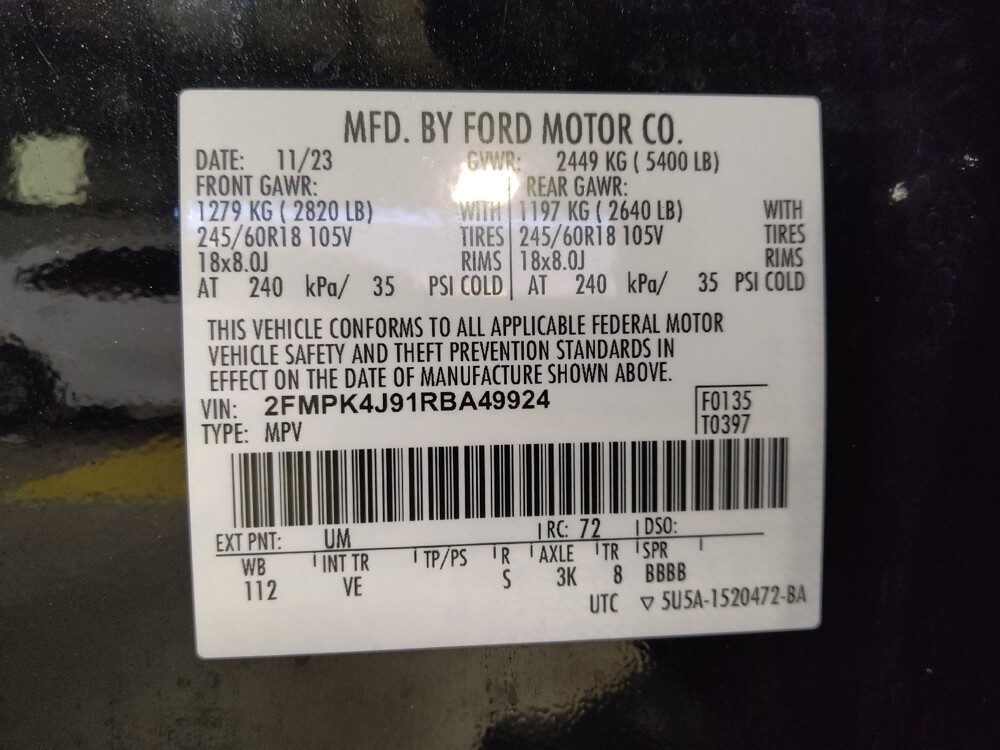 MFD. BY FORD MOTOR CO.
DATE: 11/23 GVWR: 2449 KG ( 5400 LB)
FRONT GAWR: REAR GAWR:
1279 KG ( 2820 LB) WITH 1197 KG ( 2640 LB) WITH
245/60R18 105V TIRES 245/60R18 105V TIRES
18x8.0J RIMS 18x8.0J RIMS
AT 240 kPa/ 35 PSI COLD AT 240 kPa/ 35 PSI COLD
THIS VEHICLE CONFORMS TO ALL APPLICABLE FEDERAL MOTOR
VEHICLE SAFETY AND THEFT PREVENTION STANDARDS IN
EFFECT ON THE DATE OF MANUFACTURE SHOWN ABOVE.
VIN: 2FMPK4J91RBA49924 F0135
TYPE: MPV T0397
EXT PNT: UM RC: 72 DSO:
WB INT TR TP/PS R AXLE TR SPR
112 VE S 3K 8 BBBB
UTC ▽ 5U5A-1520472-BA